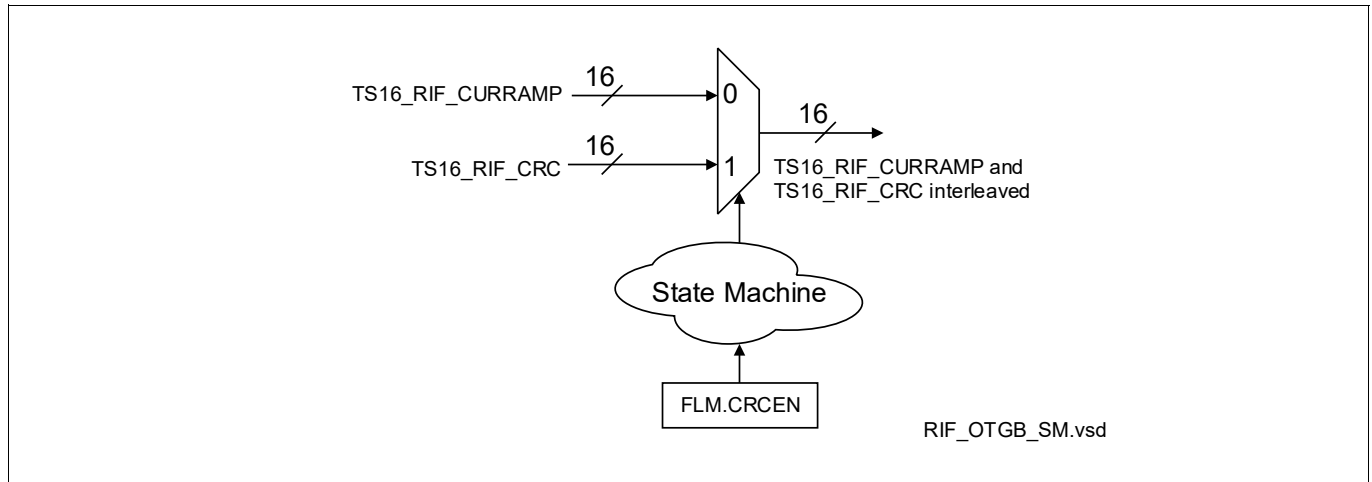 16
TS16_RIF_CURRAMP
0
16
16
TS16_RIF_CRC
1
TS16_RIF_CURRAMP and
TS16_RIF_CRC interleaved
State Machine
FLM.CRCEN
RIF_OTGB_SM.vsd